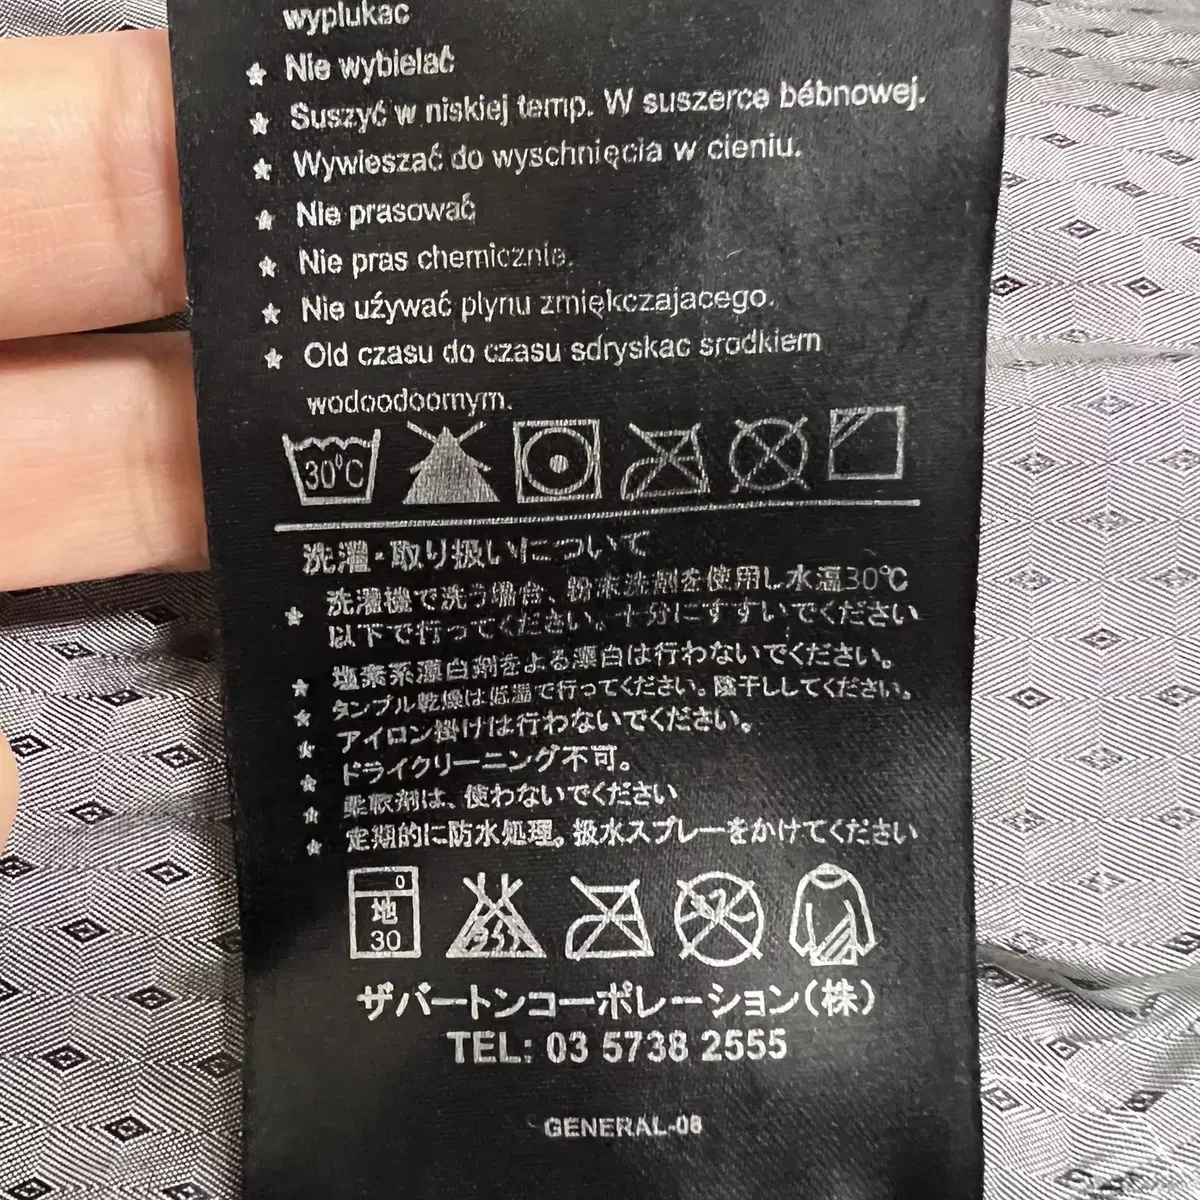 wyplukac
★ Nie wybielać
★ Suszyć w niskiej temp. W suszerce bébnowej.
★ Wywieszać do wyschnięcia w cieniu.
★ Nie prasować
★ Nie pras chemicznie.
★ Nie używać plynu zmiękczajacego.
★ Old czasu do czasu sdryskac srodkiem
wodoodoornym.
30°C
洗濯・取り扱いについて
★ 洗濯機で洗う場合、粉末洗剤を使用し水温30℃
以下で行ってください。十分にすすいでください
★ 塩素系漂白剤をよる漂白は行わないでください。
★ タンブル乾燥は低温で行ってください。陰干ししてください。
★ アイロン掛けは行わないでください。
★ ドライクリーニング不可。
★ 柔軟剤は、使わないでください
★ 定期的に防水処理。撥水スプレーをかけてください
0
地
30
ザバートンコーポレーション(株)
TEL: 03 5738 2555
GENERAL-08